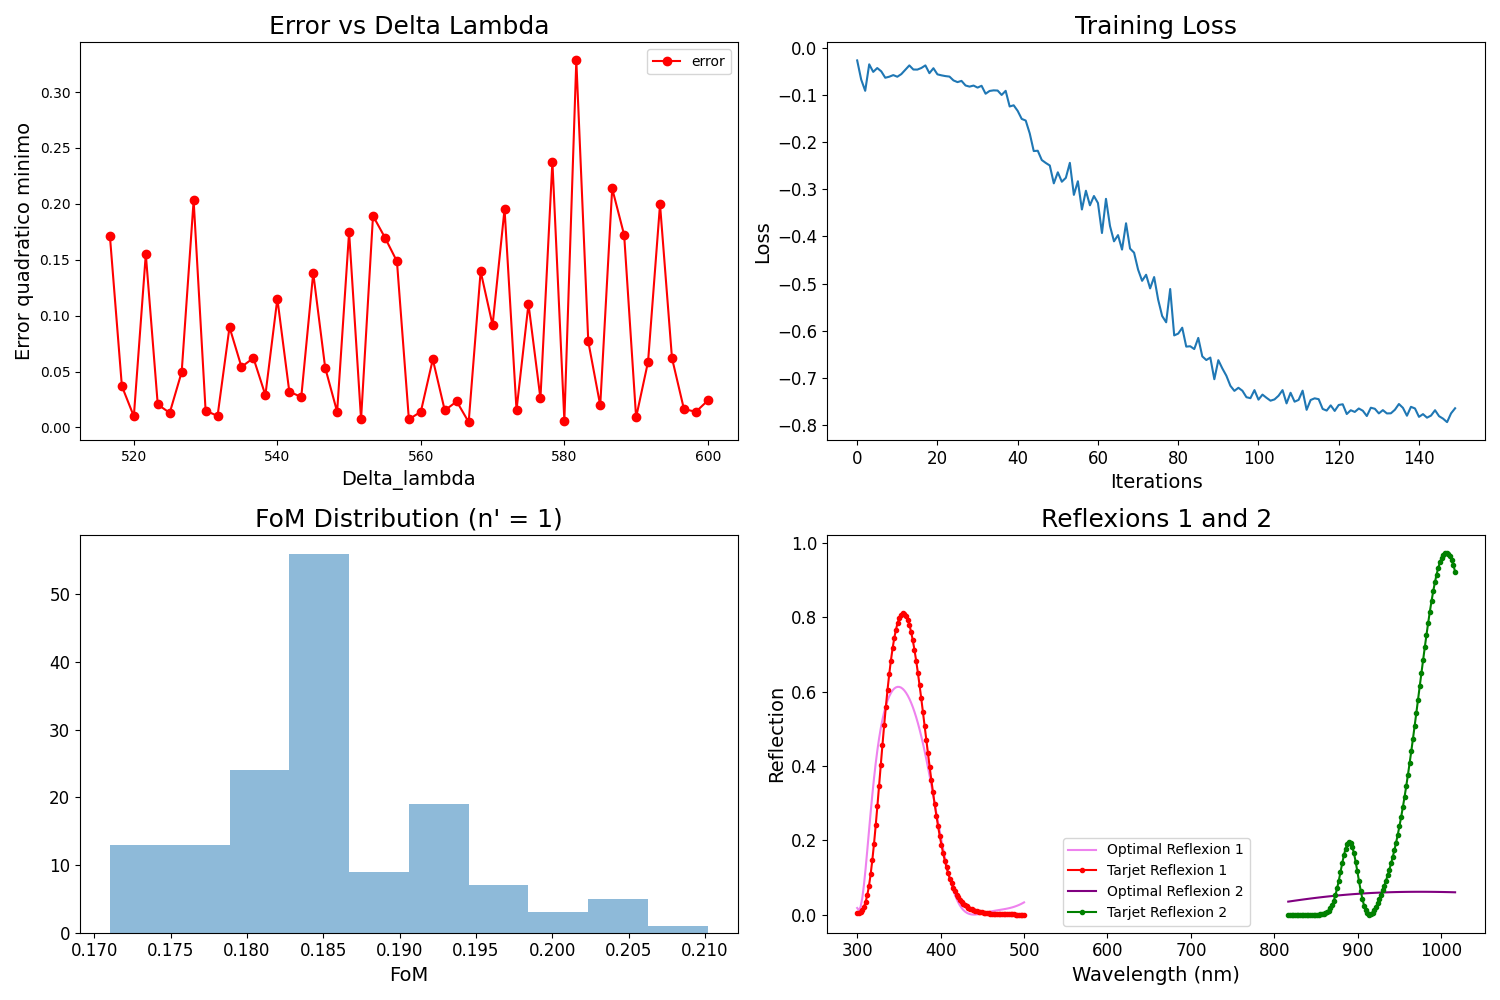 Error vs Delta Lambda
error
0.30
0.25
0.20
0.15
0.10
0.05
0.00
Error quadratico minimo
520 540 560 580 600
Delta_lambda
Training Loss
0.0
−0.1
−0.2
−0.3
−0.4
−0.5
−0.6
−0.7
−0.8
Loss
0 20 40 60 80 100 120 140
Iterations
FoM Distribution (n' = 1)
50
40
30
20
10
0
0.170 0.175 0.180 0.185 0.190 0.195 0.200 0.205 0.210
FoM
Reflexions 1 and 2
1.0
0.8
0.6
0.4
0.2
0.0
Reflection
Optimal Reflexion 1
Tarjet Reflexion 1
Optimal Reflexion 2
Tarjet Reflexion 2
300 400 500 600 700 800 900 1000
Wavelength (nm)